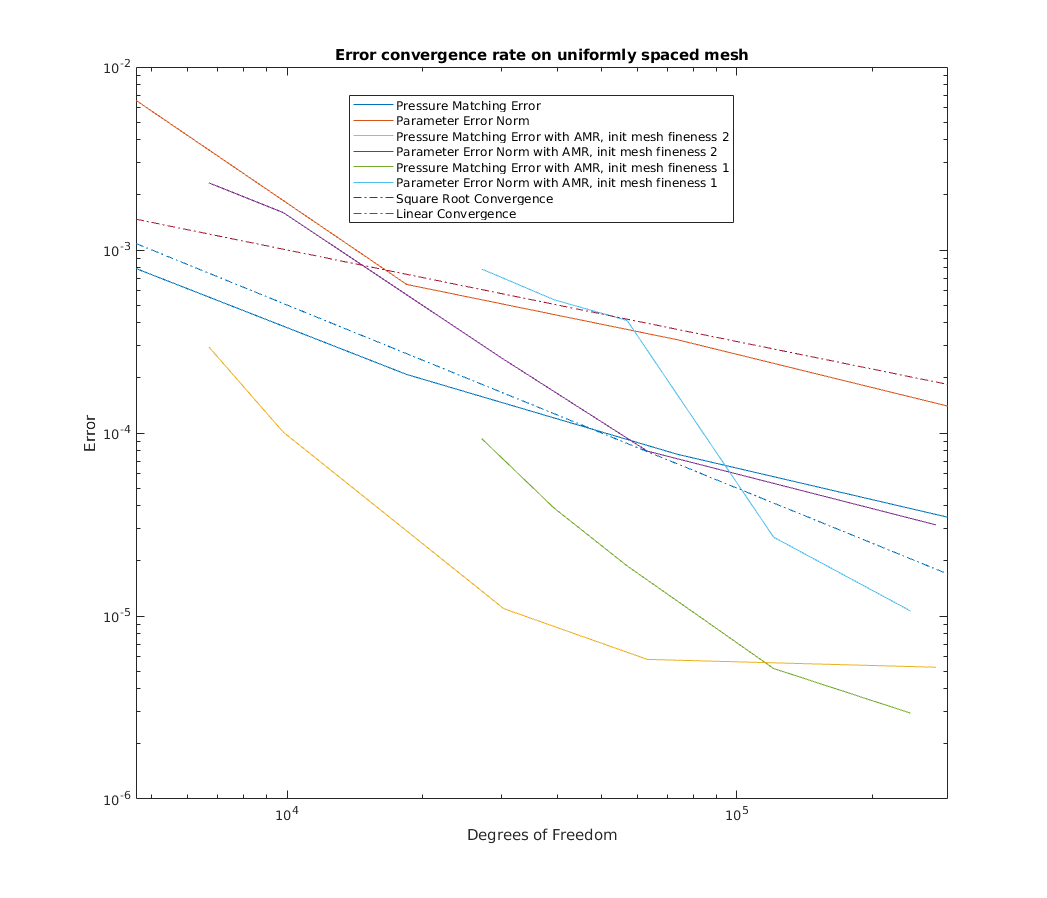 Error convergence rate on uniformly spaced mesh
10^-2
Pressure Matching Error
Parameter Error Norm
Pressure Matching Error with AMR, init mesh fineness 2
Parameter Error Norm with AMR, init mesh fineness 2
Pressure Matching Error with AMR, init mesh fineness 1
Parameter Error Norm with AMR, init mesh fineness 1
Square Root Convergence
Linear Convergence
10^-3
Error
10^-4
10^-5
10^-6
10^4
10^5
Degrees of Freedom